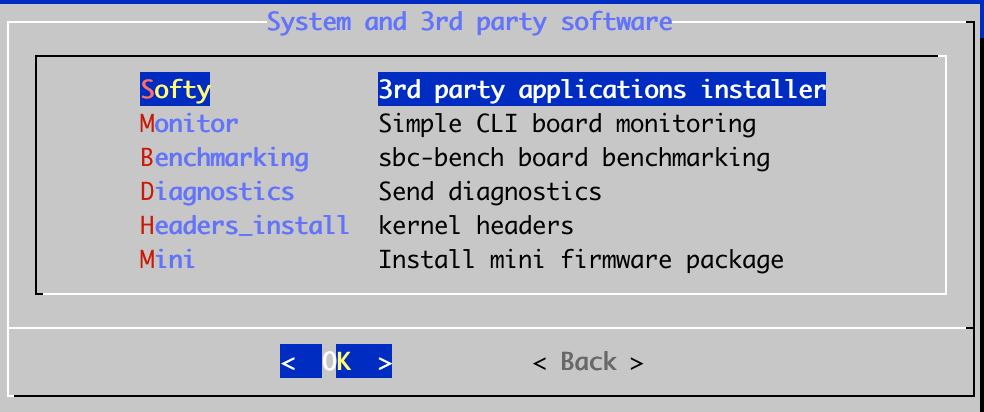 System and 3rd party software
Softy 3rd party applications installer
Monitor Simple CLI board monitoring
Benchmarking sbc-bench board benchmarking
Diagnostics Send diagnostics
Headers_install kernel headers
Mini Install mini firmware package
< OK > < Back >